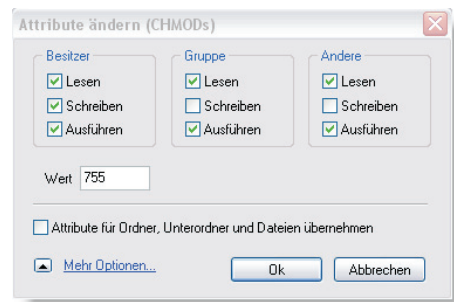 Attribute ändern (CHMODs)
Besitzer Gruppe Andere
Lesen Lesen Lesen
Schreiben Schreiben Schreiben
Ausführen Ausführen Ausführen
Wert 755
Attribute für Ordner, Unterordner und Dateien übernehmen
Mehr Optionen... Ok Abbrechen